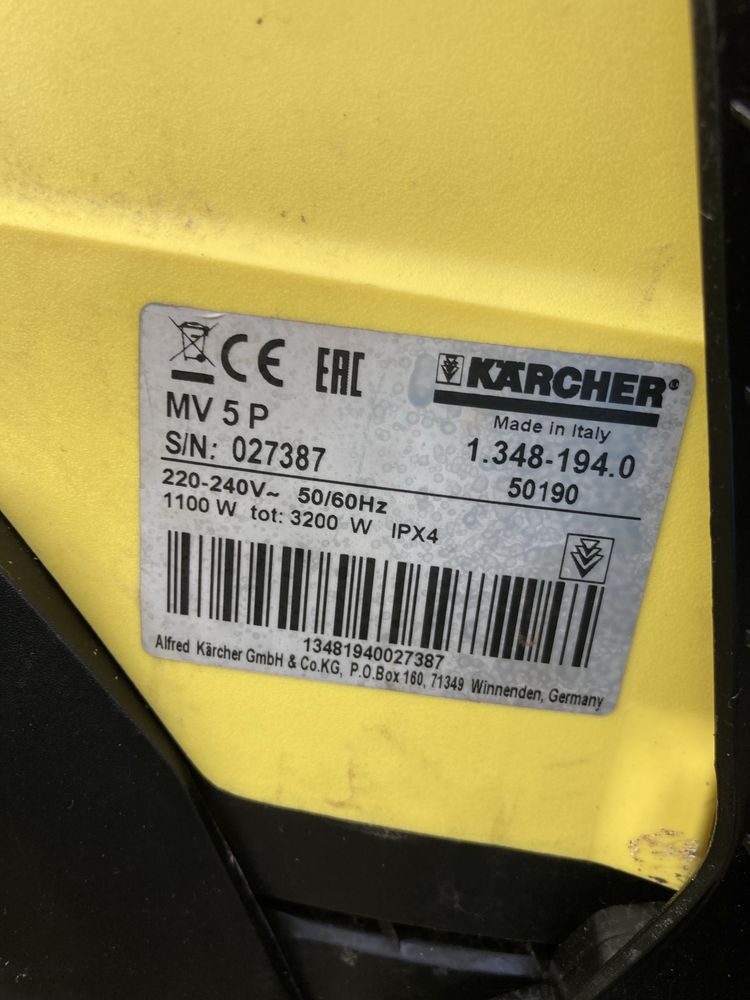 CE EAC KÄRCHER®
MV 5 P Made in Italy
S/N: 027387 1.348-194.0
220-240V~ 50/60Hz 50190
1100 W tot: 3200 W IPX4
13481940027387
Alfred Kärcher GmbH & Co.KG, P.O.Box 160, 71349 Winnenden, Germany